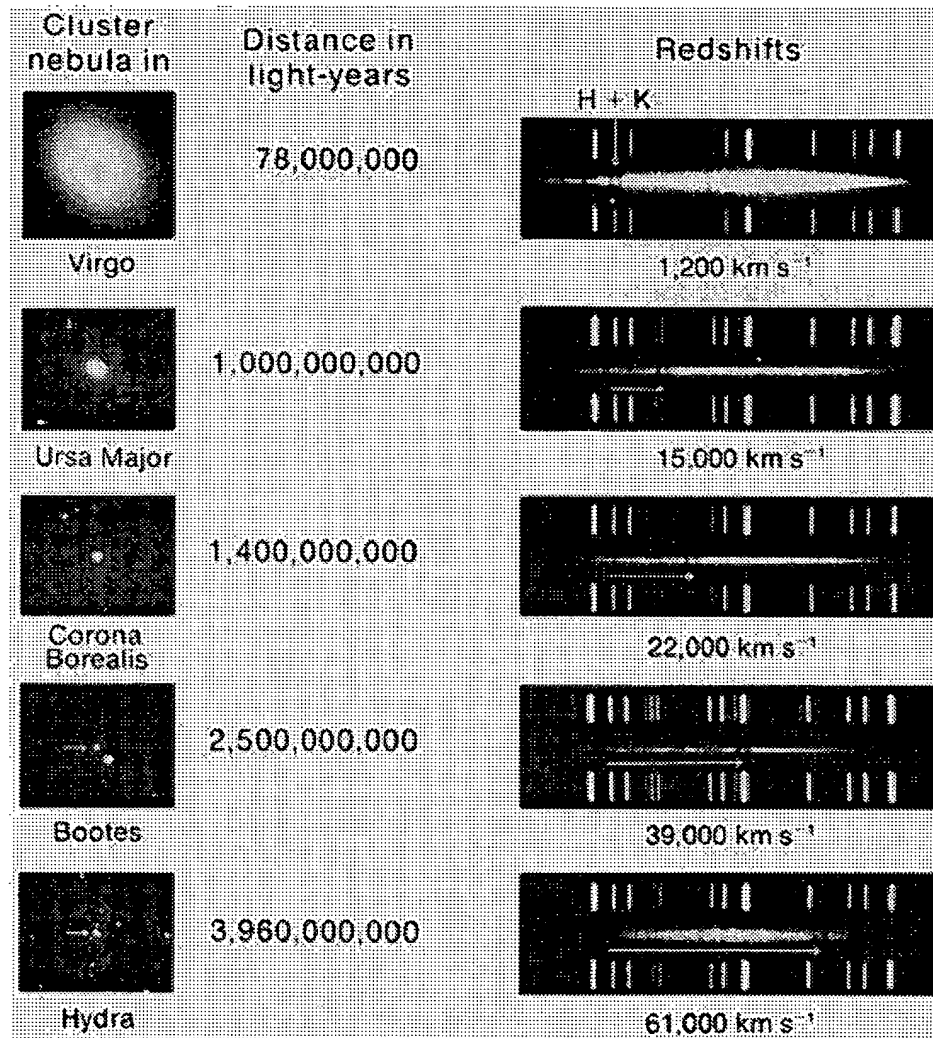 Cluster
nebula in
Distance in
light-years
Redshifts
H + K
78,000,000
Virgo
1,200 km s⁻¹
1,000,000,000
Ursa Major
15,000 km s⁻¹
1,400,000,000
Corona
Borealis
22,000 km s⁻¹
2,500,000,000
Bootes
39,000 km s⁻¹
3,960,000,000
Hydra
61,000 km s⁻¹